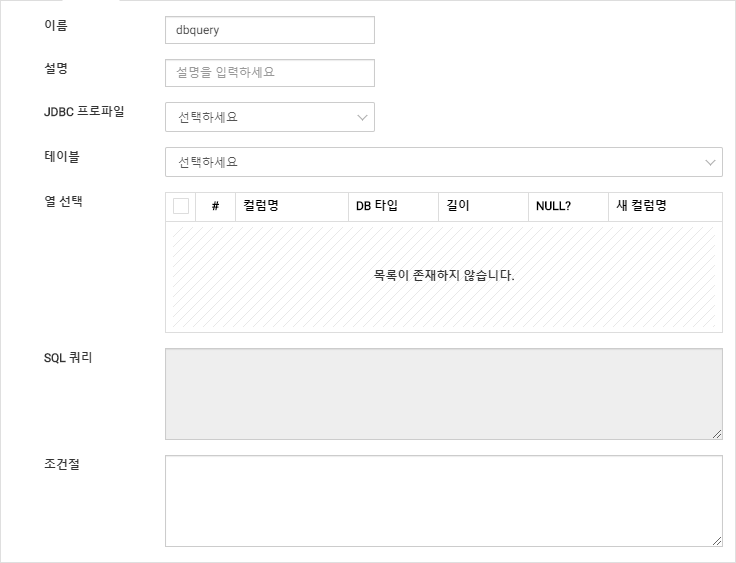 이름
dbquery
설명
설명을 입력하세요
JDBC 프로파일
선택하세요
테이블
선택하세요
열 선택
# 컬럼명 DB 타입 길이 NULL? 새 컬럼명
목록이 존재하지 않습니다.
SQL 쿼리
조건절